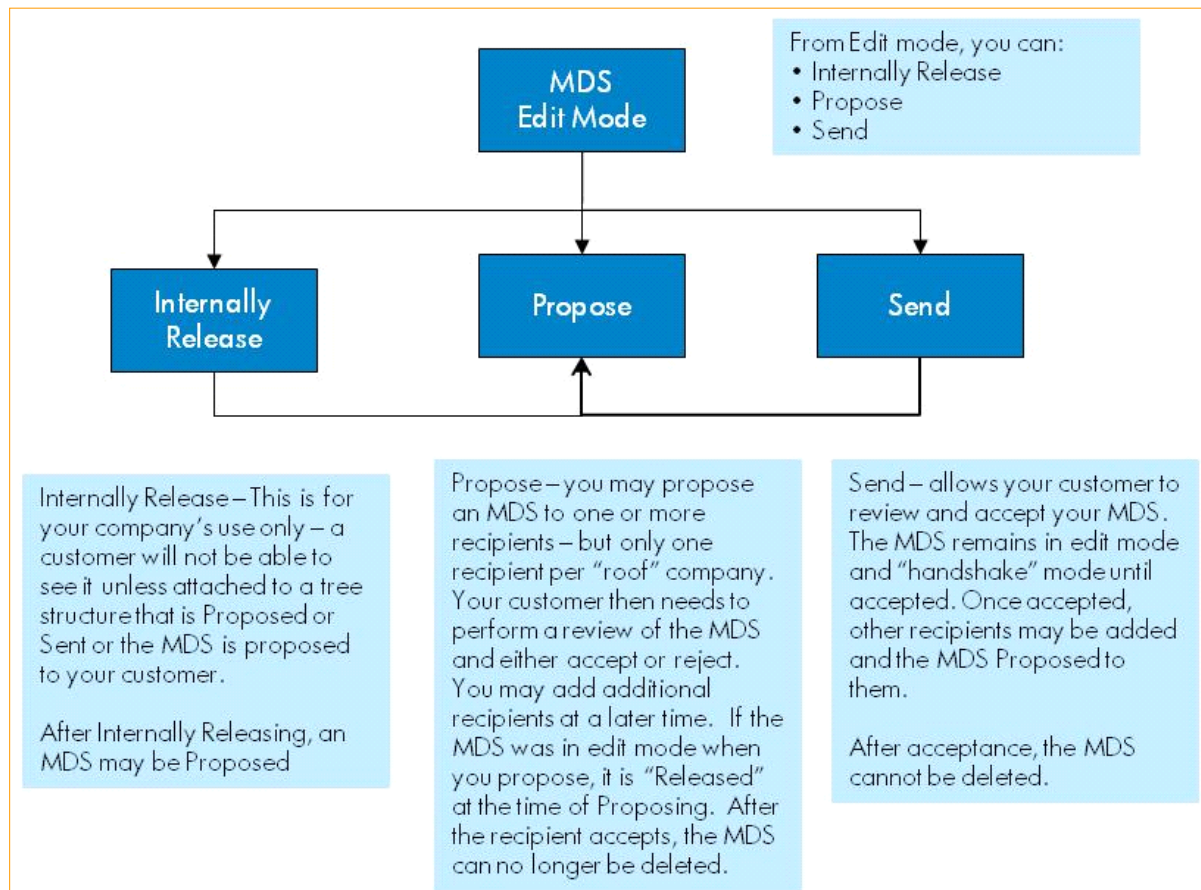 MDS
Edit Mode
From Edit mode, you can:
• Internally Release
• Propose
• Send
Internally
Release
Propose
Send
Internally Release – This is for
your company's use only – a
customer will not be able to
see it unless attached to a tree
structure that is Proposed or
Sent or the MDS is proposed
to your customer.
After Internally Releasing, an
MDS may be Proposed
Propose – you may propose
an MDS to one or more
recipients – but only one
recipient per “roof” company.
Your customer then needs to
perform a review of the MDS
and either accept or reject.
You may add additional
recipients at a later time. If the
MDS was in edit mode when
you propose, it is “Released”
at the time of Proposing. After
the recipient accepts, the MDS
can no longer be deleted.
Send – allows your customer to
review and accept your MDS.
The MDS remains in edit mode
and “handshake” mode until
accepted. Once accepted,
other recipients may be added
and the MDS Proposed to
them.
After acceptance, the MDS
cannot be deleted.